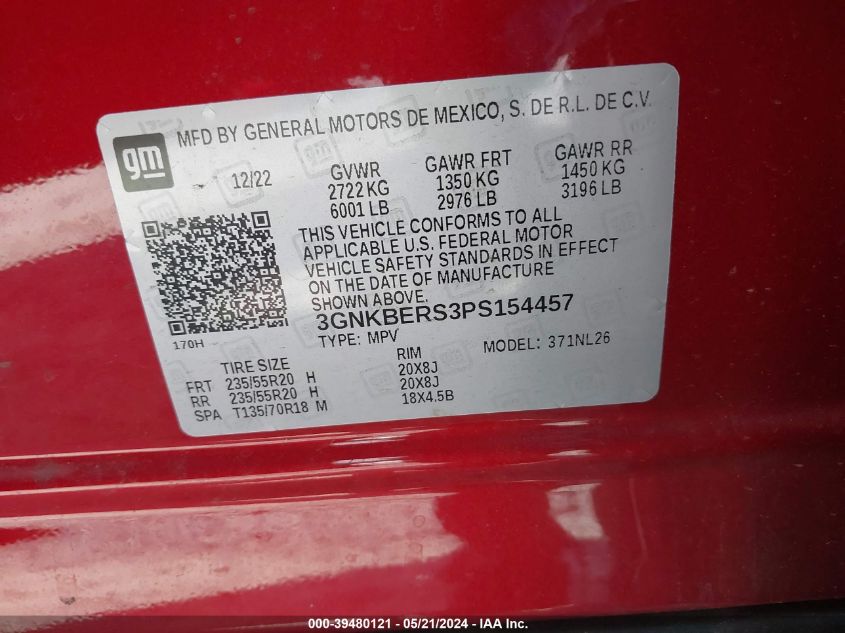 gm
MFD BY GENERAL MOTORS DE MEXICO, S. DE R.L. DE C.V.
12/22 GVWR GAWR FRT GAWR RR
2722 KG 1350 KG 1450 KG
6001 LB 2976 LB 3196 LB
THIS VEHICLE CONFORMS TO ALL
APPLICABLE U.S. FEDERAL MOTOR
VEHICLE SAFETY STANDARDS IN EFFECT
ON THE DATE OF MANUFACTURE
SHOWN ABOVE.
3GNKBERS3PS154457
170H TYPE: MPV MODEL: 371NL26
TIRE SIZE RIM
FRT 235/55R20 H 20X8J
RR 235/55R20 H 20X8J
SPA T135/70R18 M 18X4.5B
000-39480121 - 05/21/2024 - IAA Inc.